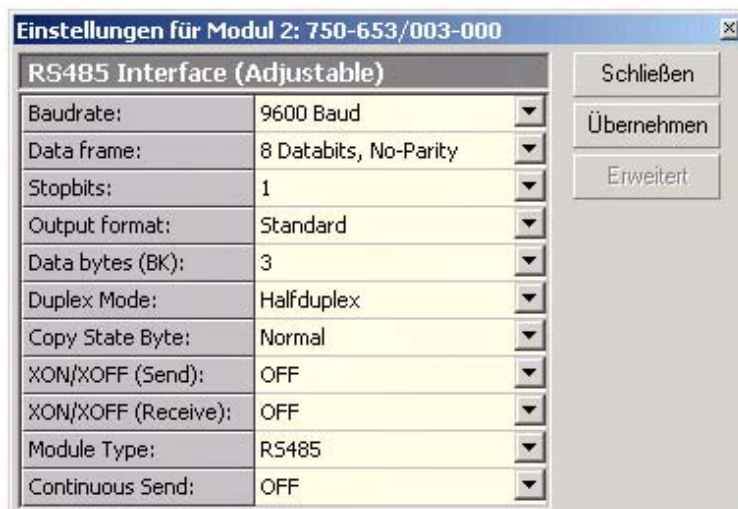 Einstellungen für Modul 2: 750-653/003-000
RS485 Interface (Adjustable)
Baudrate: 9600 Baud
Data frame: 8 Databits, No-Parity
Stopbits: 1
Output format: Standard
Data bytes (BK): 3
Duplex Mode: Halfduplex
Copy State Byte: Normal
XON/XOFF (Send): OFF
XON/XOFF (Receive): OFF
Module Type: RS485
Continuous Send: OFF
Schließen
Übernehmen
Erweitert